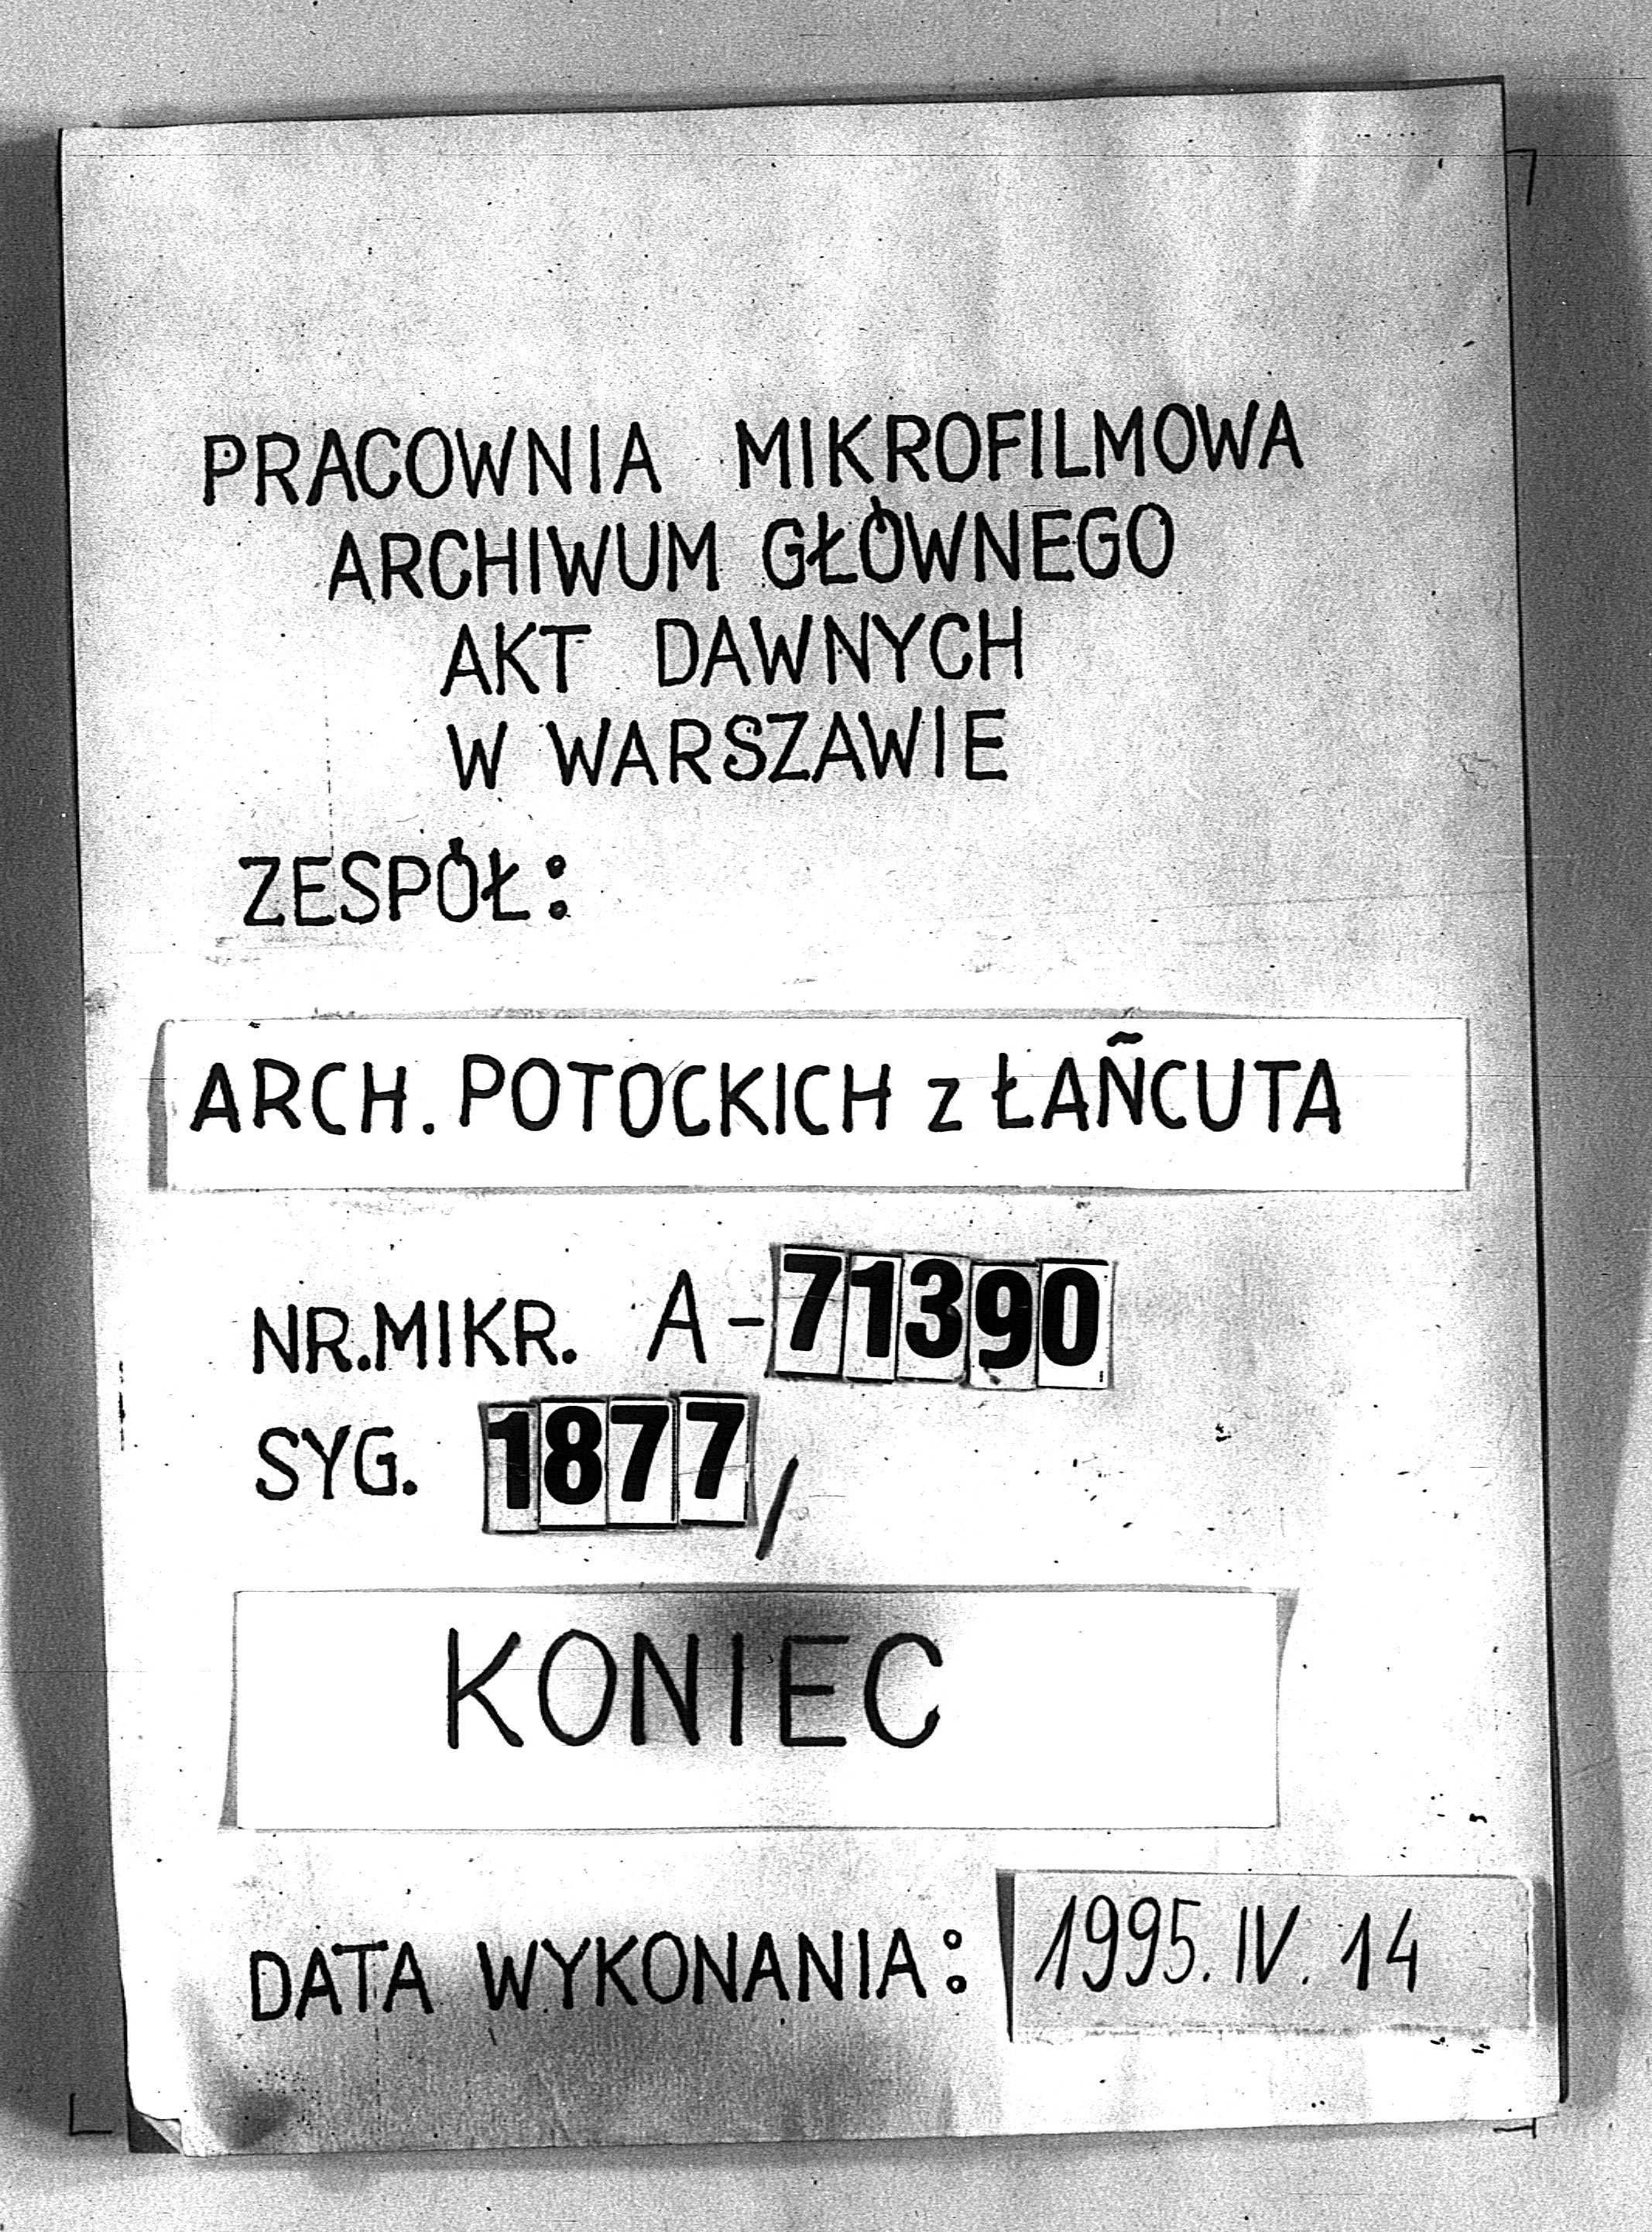 PRACOWNIA MIKROFILMOWA
ARCHIWUM GŁÓWNEGO
AKT DAWNYCH
W WARSZAWIE
ZESPÓŁ:
ARCH. POTOCKICH z ŁAÑCUTA
NR.MIKR. A-71390
SYG. 1877/
KONIEC
DATA WYKONANIA: 1995.IV.14